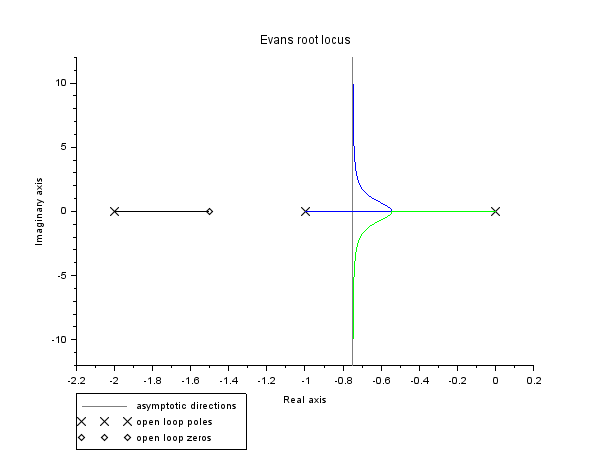 Evans root locus
Imaginary axis
10
5
0
-5
-10
-2.2 -2 -1.8 -1.6 -1.4 -1.2 -1 -0.8 -0.6 -0.4 -0.2 0 0.2
Real axis
asymptotic directions
open loop poles
open loop zeros